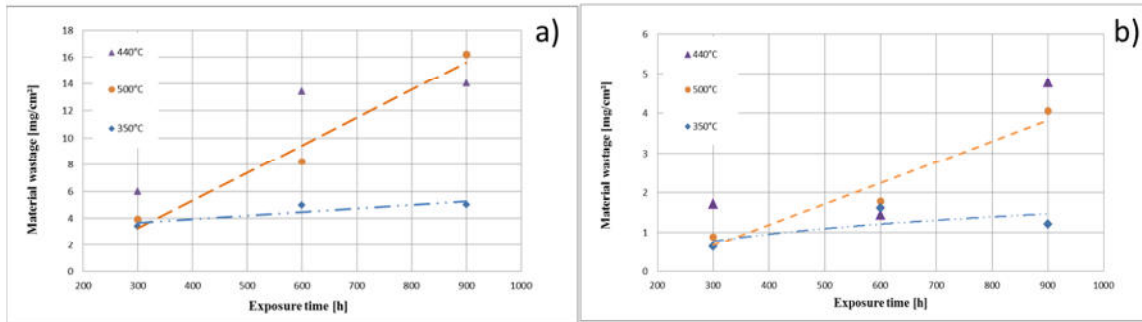 a)
18
16
14
12
10
8
6
4
2
0
Material wastage [mg/cm²]
440°C
500°C
350°C
200 300 400 500 600 700 800 900 1000
Exposure time [h]
b)
6
5
4
3
2
1
0
Material wastage [mg/cm²]
440°C
500°C
350°C
200 300 400 500 600 700 800 900 1000
Exposure time [h]